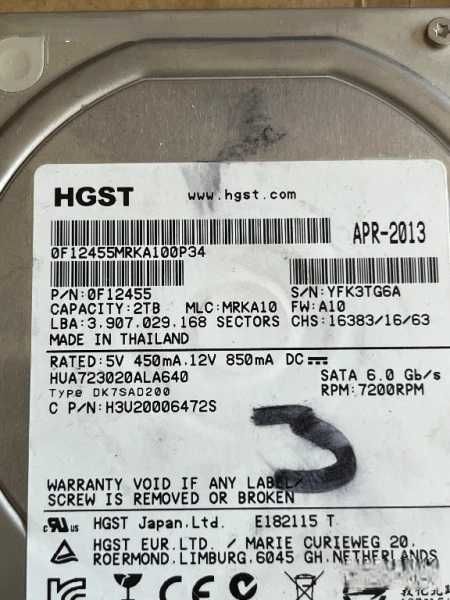 HGST www.hgst.com
APR-2013
0F12455MRKA100P34
P/N:0F12455 S/N:YFK3TG6A
CAPACITY:2TB MLC:MRKA10 FW:A10
LBA:3.907.029.168 SECTORS CHS:16383/16/63
MADE IN THAILAND
RATED:5V 450mA.12V 850mA DC
HUA723020ALA640 SATA 6.0 Gb/s
Type DK7SAD200 RPM:7200RPM
C P/N:H3U20006472S
J
WARRANTY VOID IF ANY LABEL/
SCREW IS REMOVED OR BROKEN
c us HGST Japan.Ltd. E182115 T
HGST EUR.LTD. / MARIE CURIEWEG 20.
ROERMOND.LIMBURG.6045 GH.NETHERLANDS